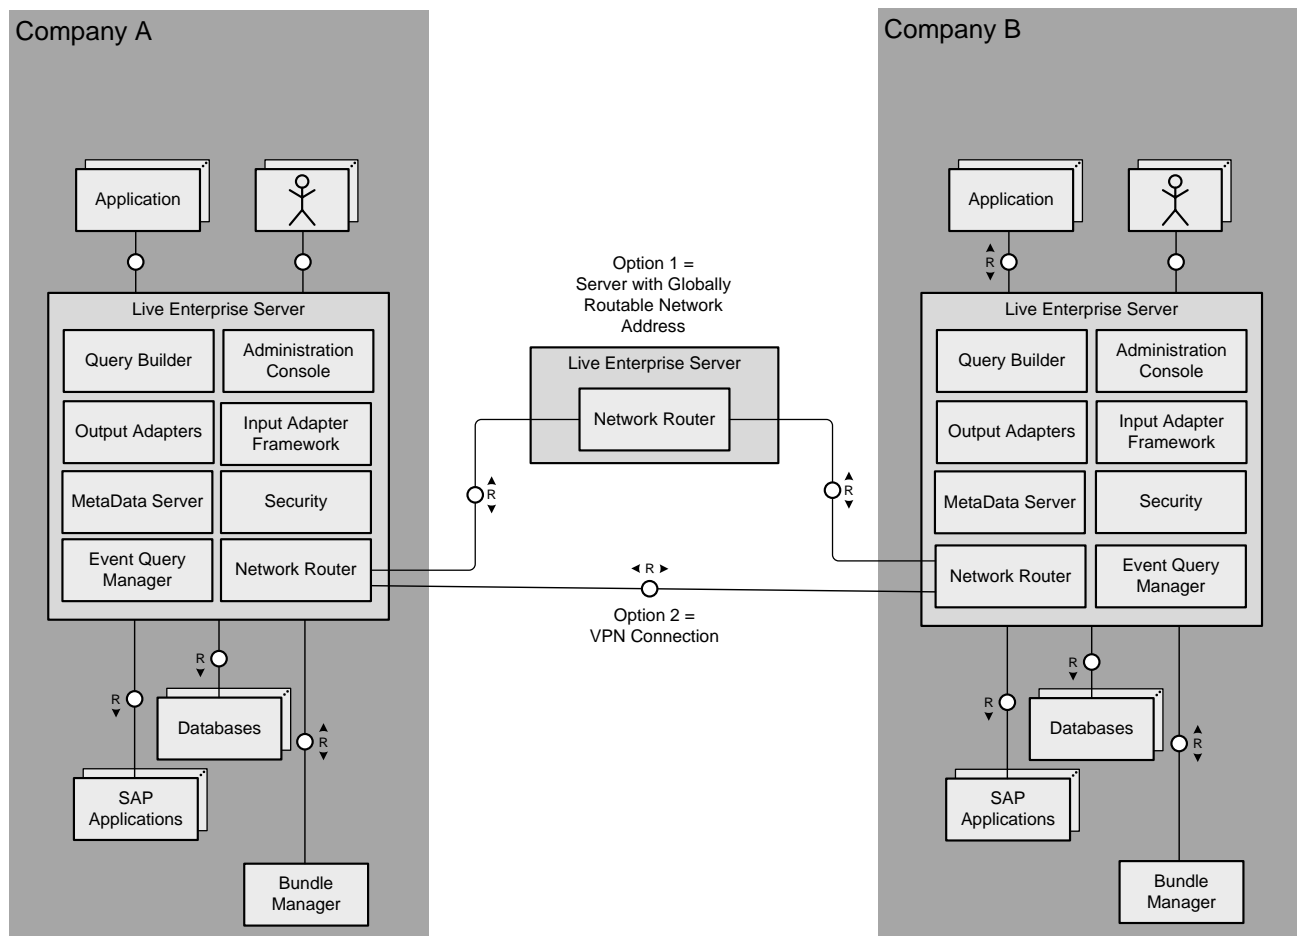 Company A
Application
Live Enterprise Server
Query Builder
Administration
Console
Output Adapters
Input Adapter
Framework
MetaData Server
Security
Event Query
Manager
Network Router
R
R
R
Databases
SAP
Applications
Bundle
Manager
Option 1 =
Server with Globally
Routable Network
Address
Live Enterprise Server
Network Router
R
R
R
Option 2 =
VPN Connection
Company B
Application
R
Live Enterprise Server
Query Builder
Administration
Console
Output Adapters
Input Adapter
Framework
MetaData Server
Security
Network Router
Event Query
Manager
R
R
R
Databases
SAP
Applications
Bundle
Manager